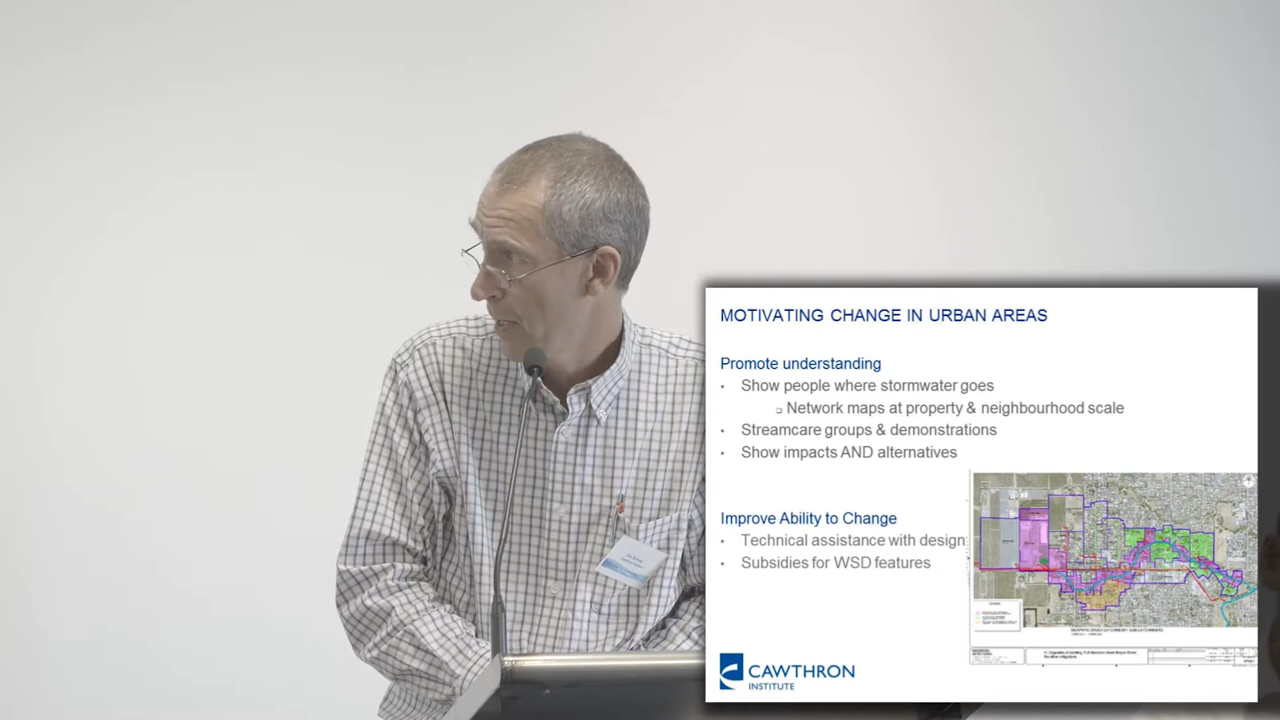 MOTIVATING CHANGE IN URBAN AREAS
Promote understanding
• Show people where stormwater goes
❑ Network maps at property & neighbourhood scale
• Streamcare groups & demonstrations
• Show impacts AND alternatives
Improve Ability to Change
• Technical assistance with design
• Subsidies for WSD features
CAWTHRON
INSTITUTE